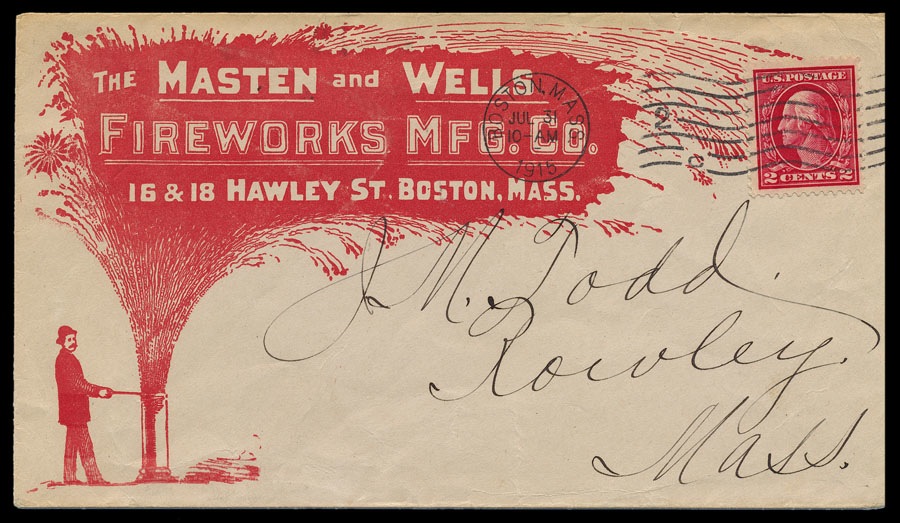 THE MASTEN and WELLS
FIREWORKS MFG. CO.
16 & 18 HAWLEY ST. BOSTON, MASS.
BOSTON, MASS
JUL 31
10-AM
1915
U.S. POSTAGE
2 CENTS 2
J. M. Todd.
Rowley.
Mass.